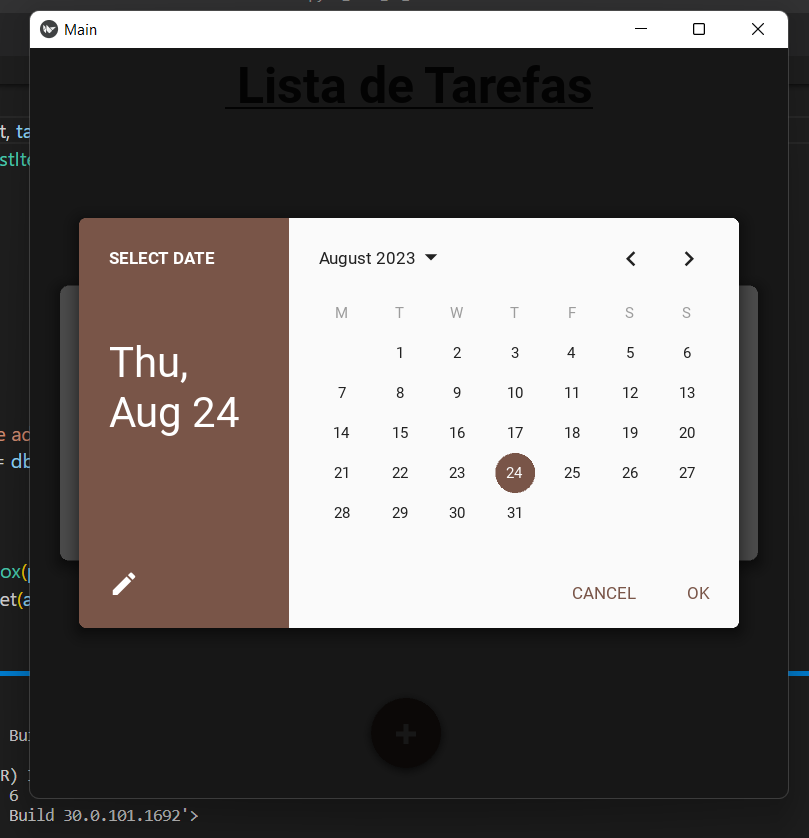 Main
Lista de Tarefas
t, ta
stIte
SELECT DATE
August 2023
Thu,
Aug 24
M T W T F S S
1 2 3 4 5 6
7 8 9 10 11 12 13
14 15 16 17 18 19 20
21 22 23 24 25 26 27
28 29 30 31
CANCEL OK
e ad
= db
ox(
et(a
Bui
R)
6
Build 30.0.101.1692'>